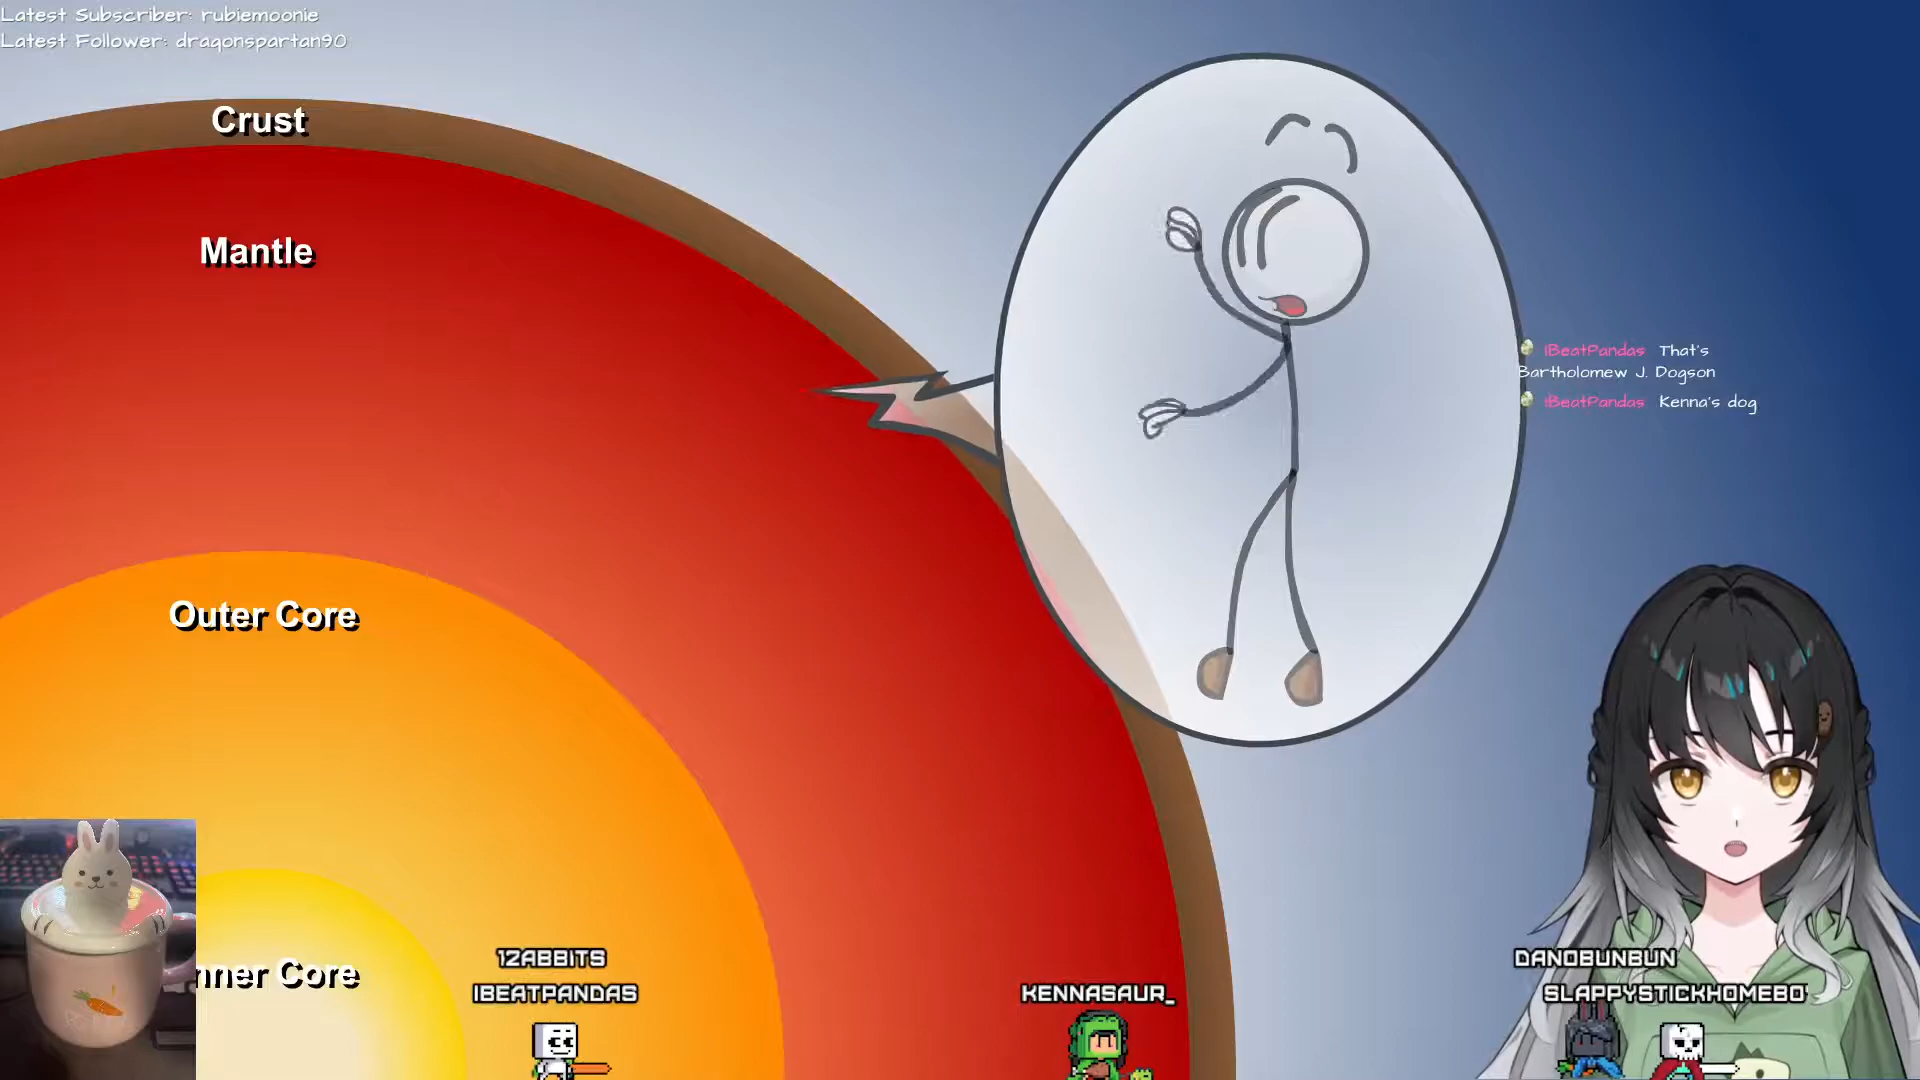 Latest Subscriber: rubiemoonie
Latest Follower: dragonspartan90
Crust
Mantle
IBeatPandas That's
Bartholomew J. Dogson
IBeatPandas Kenna's dog
Outer Core
nner Core
12ABBITS
IBEATPANDAS
KENNASAUR_
DANOBUNBUN
SLAPPYSTICKHOMEBO